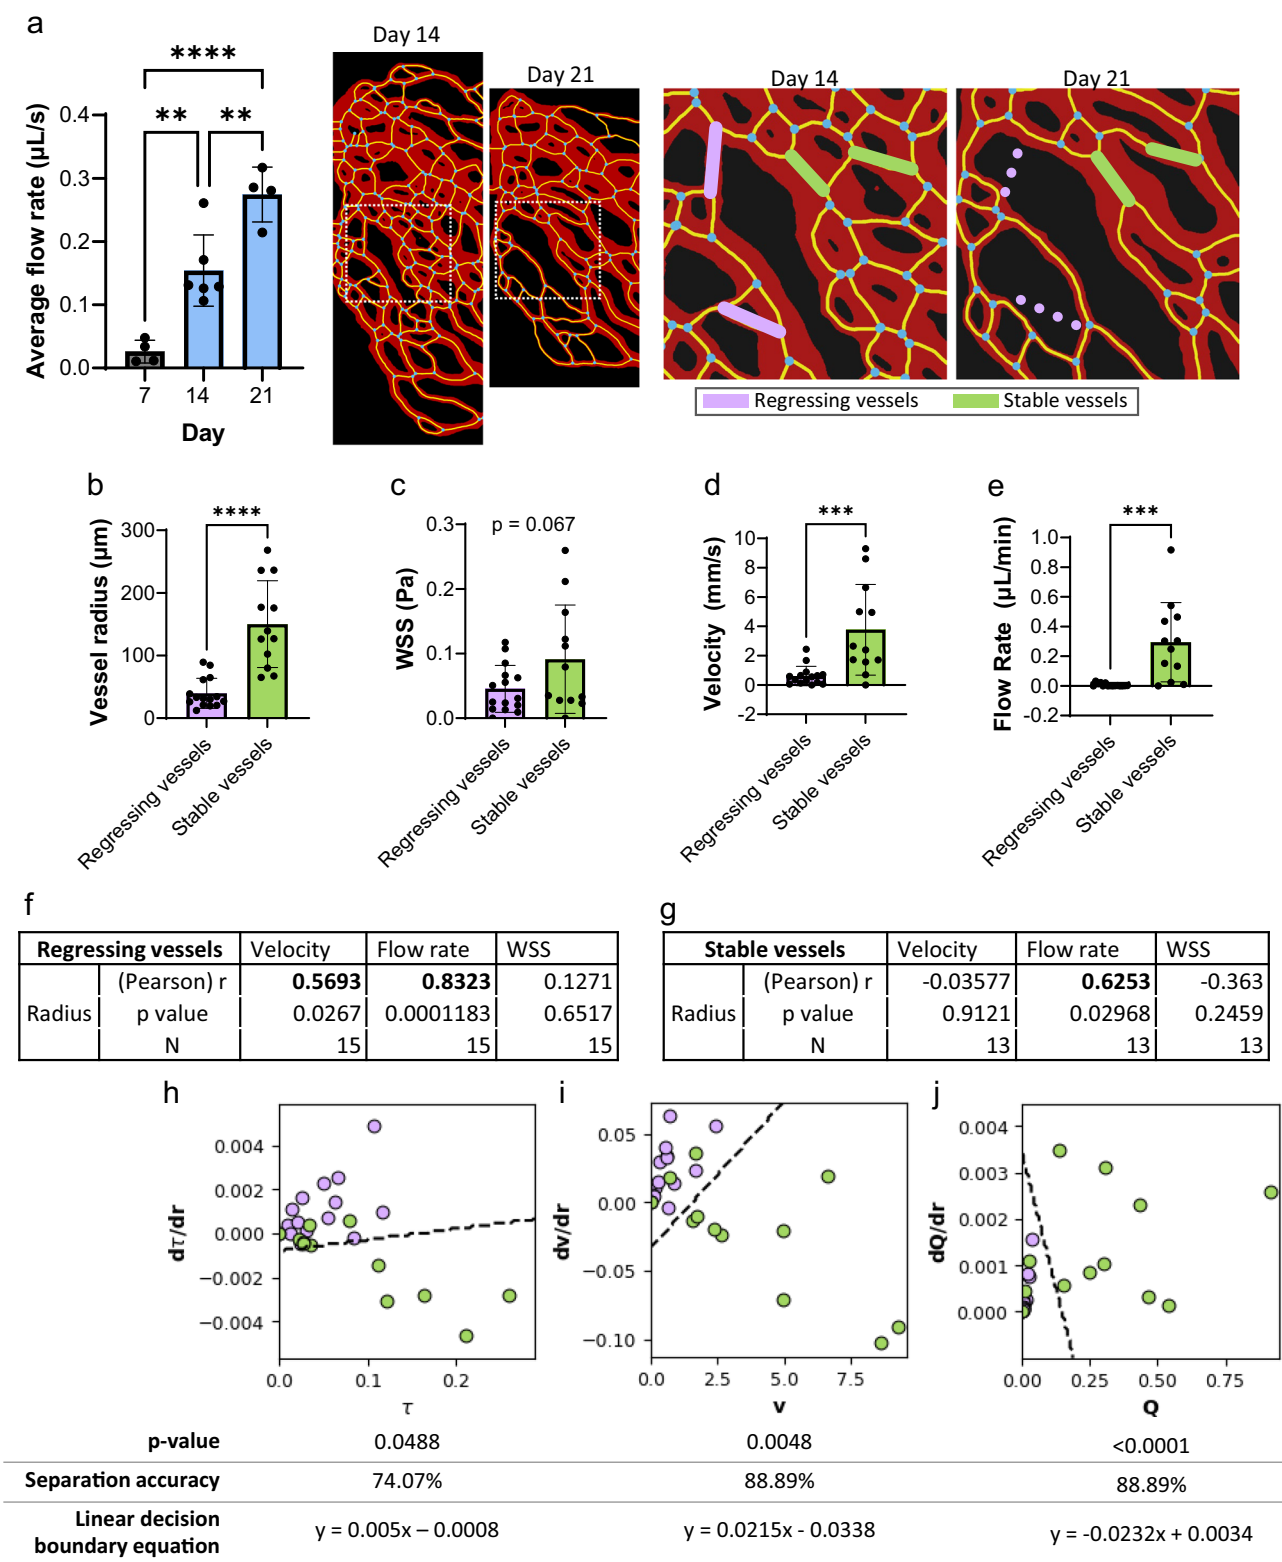 a
Day 14
Day 21
Day 14
Day 21
****
** **
Average flow rate (µL/s)
0.4
0.3
0.2
0.1
0.0
7 14 21
Day
Regressing vessels Stable vessels
b
****
Vessel radius (µm)
300
200
100
0
Regressing vessels
Stable vessels
c
p = 0.067
WSS (Pa)
0.3
0.2
0.1
0.0
Regressing vessels
Stable vessels
d
***
Velocity (mm/s)
10
8
6
4
2
0
-2
Regressing vessels
Stable vessels
e
***
Flow Rate (µL/min)
1.0
0.8
0.6
0.4
0.2
0.0
-0.2
Regressing vessels
Stable vessels
f
Regressing vessels Velocity Flow rate WSS
(Pearson) r 0.5693 0.8323 0.1271
Radius p value 0.0267 0.0001183 0.6517
N 15 15 15
g
Stable vessels Velocity Flow rate WSS
(Pearson) r -0.03577 0.6253 -0.363
Radius p value 0.9121 0.02968 0.2459
N 13 13 13
h
dτ/dr
0.004
0.002
0.000
−0.002
−0.004
0.0 0.1 0.2
τ
i
dv/dr
0.05
0.00
−0.05
−0.10
0.0 2.5 5.0 7.5
v
j
dQ/dr
0.004
0.003
0.002
0.001
0.000
0.00 0.25 0.50 0.75
Q
p-value 0.0488 0.0048 <0.0001
Separation accuracy 74.07% 88.89% 88.89%
Linear decision
boundary equation y = 0.005x – 0.0008 y = 0.0215x - 0.0338 y = -0.0232x + 0.0034